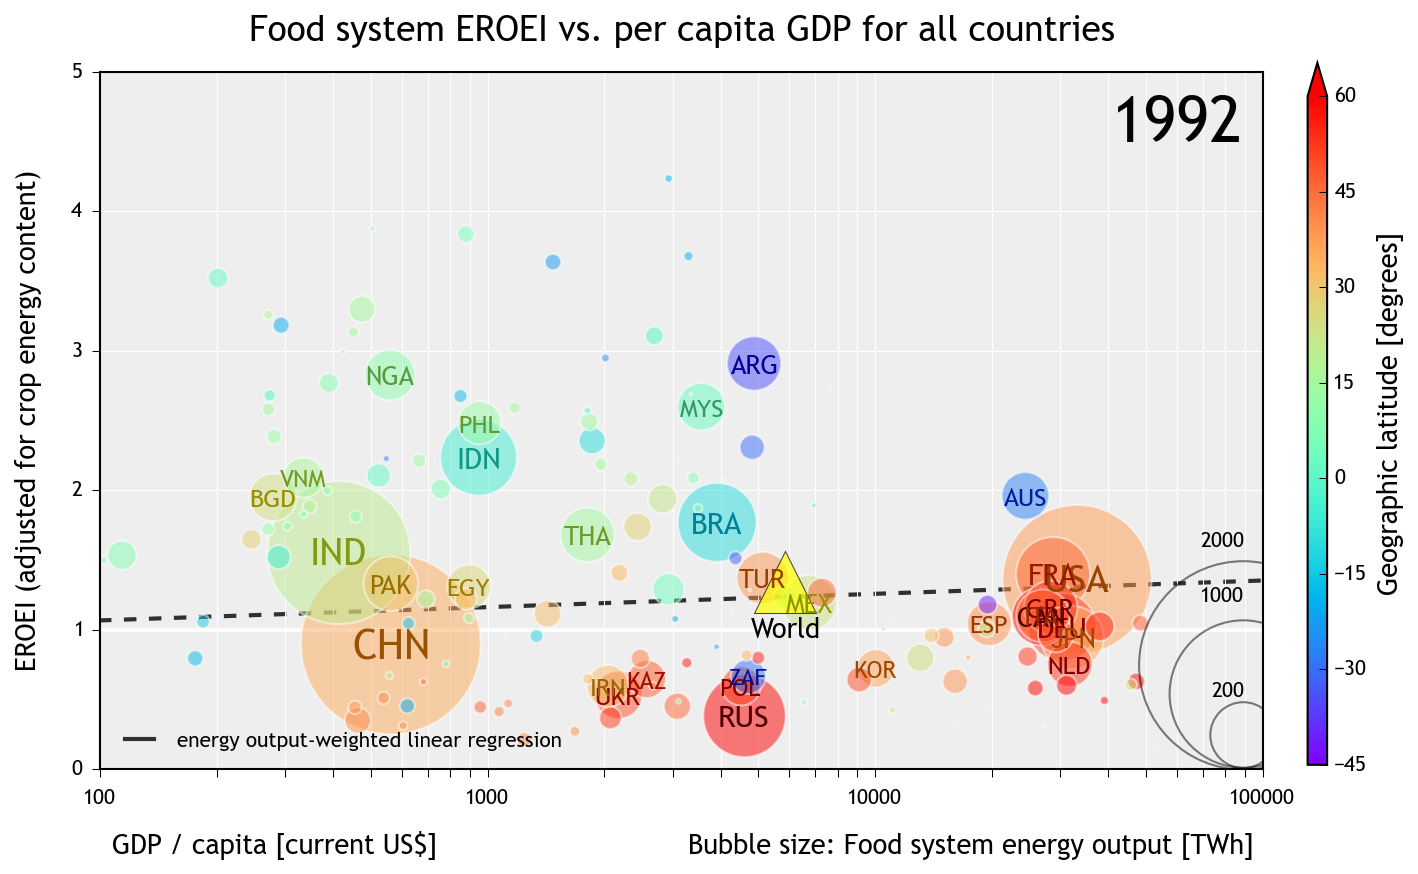 Food system EROEI vs. per capita GDP for all countries
1992
EROEI (adjusted for crop energy content)
5
4
3
2
1
0
ARG
NGA
MYS
PHL
IDN
VNM
BGD
AUS
BRA
THA
IND
FRA
USA
TUR
PAK
EGY
MEX
GBR
CAN
DEU
ESP
World
JPN
CHN
NLD
KOR
ZAF
KAZ
IRN
POL
UKR
RUS
2000
1000
200
energy output-weighted linear regression
100
1000
10000
100000
GDP / capita [current US$]
Bubble size: Food system energy output [TWh]
60
45
30
15
0
−15
−30
−45
Geographic latitude [degrees]